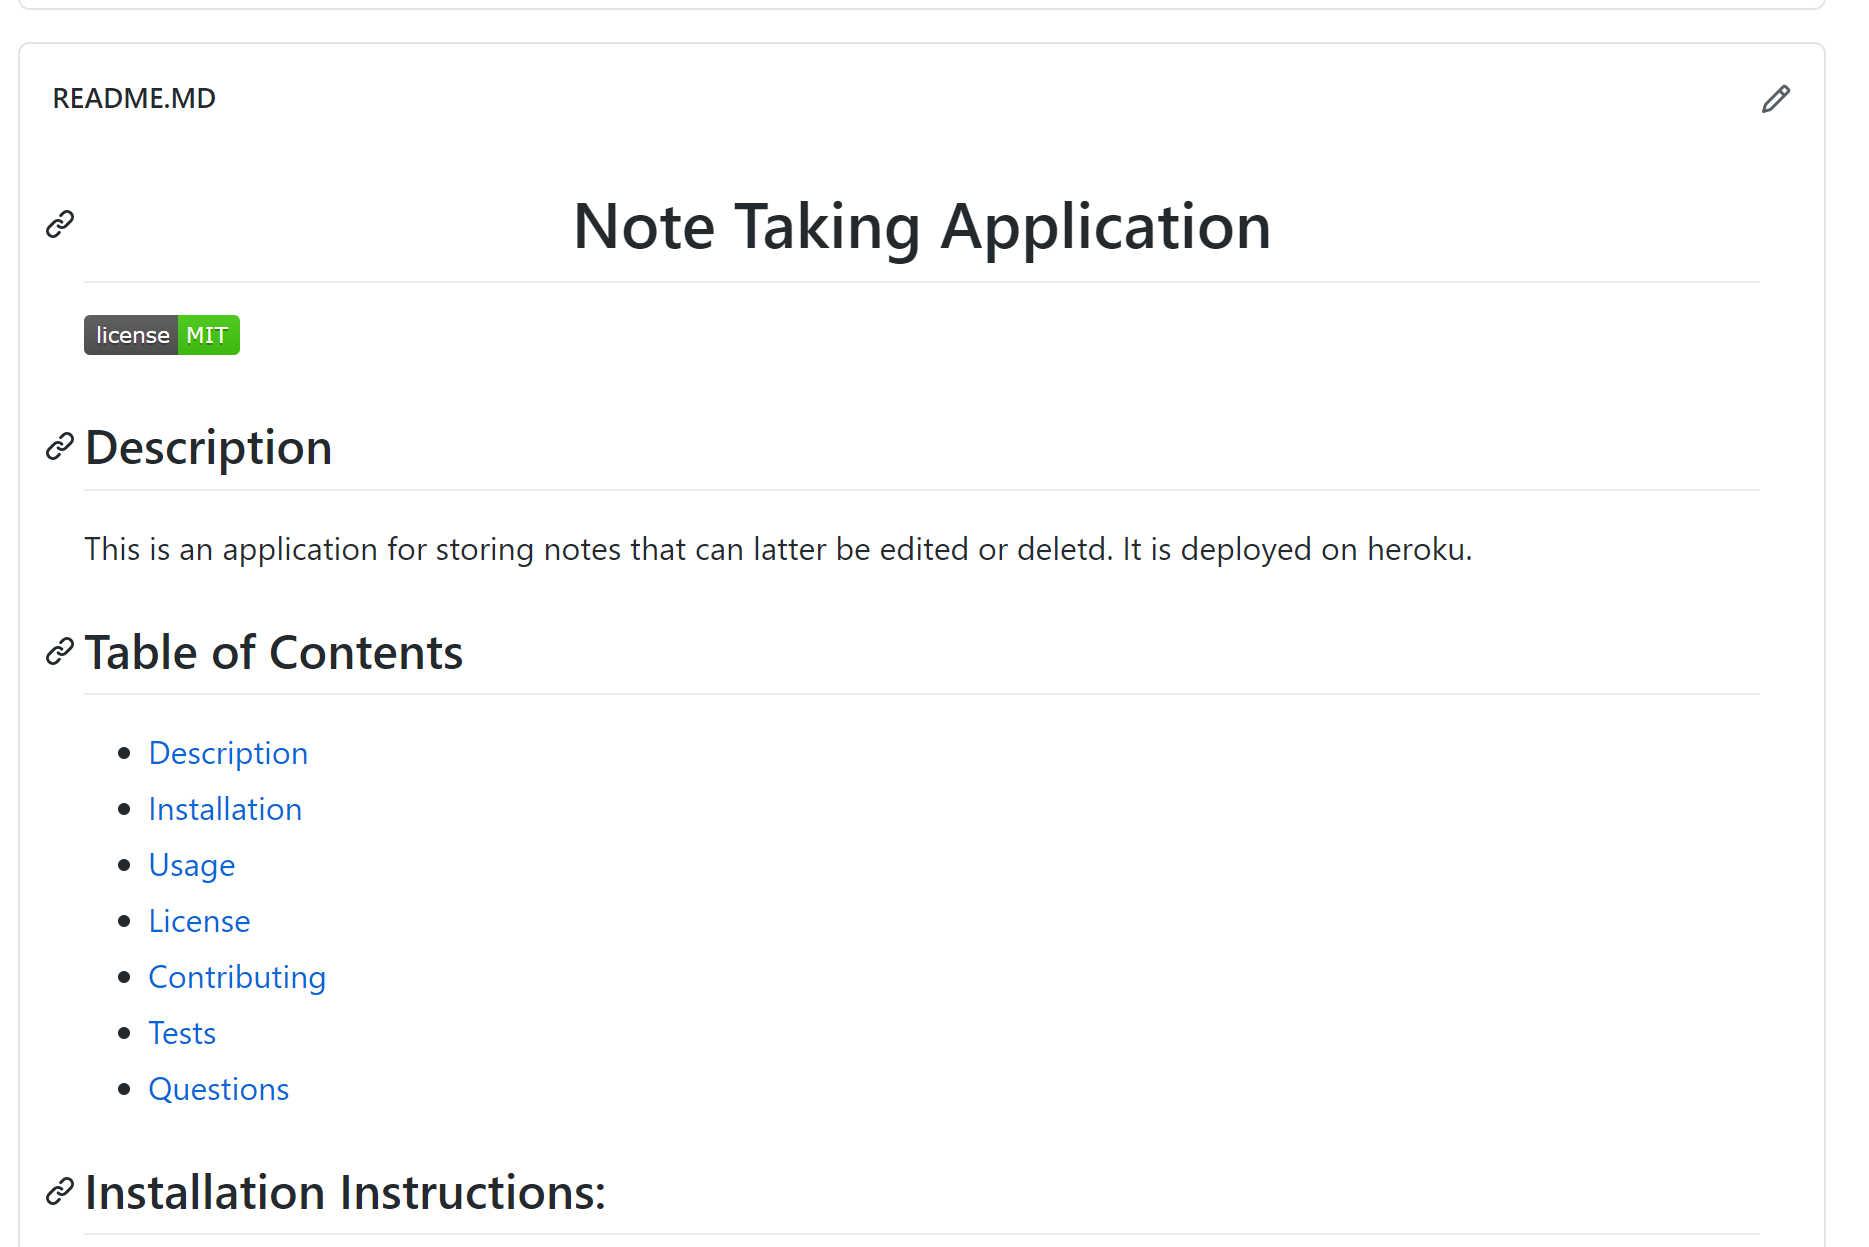 README.MD
Note Taking Application
license MIT
Description
This is an application for storing notes that can latter be edited or deletd. It is deployed on heroku.
Table of Contents
Description
Installation
Usage
License
Contributing
Tests
Questions
Installation Instructions: